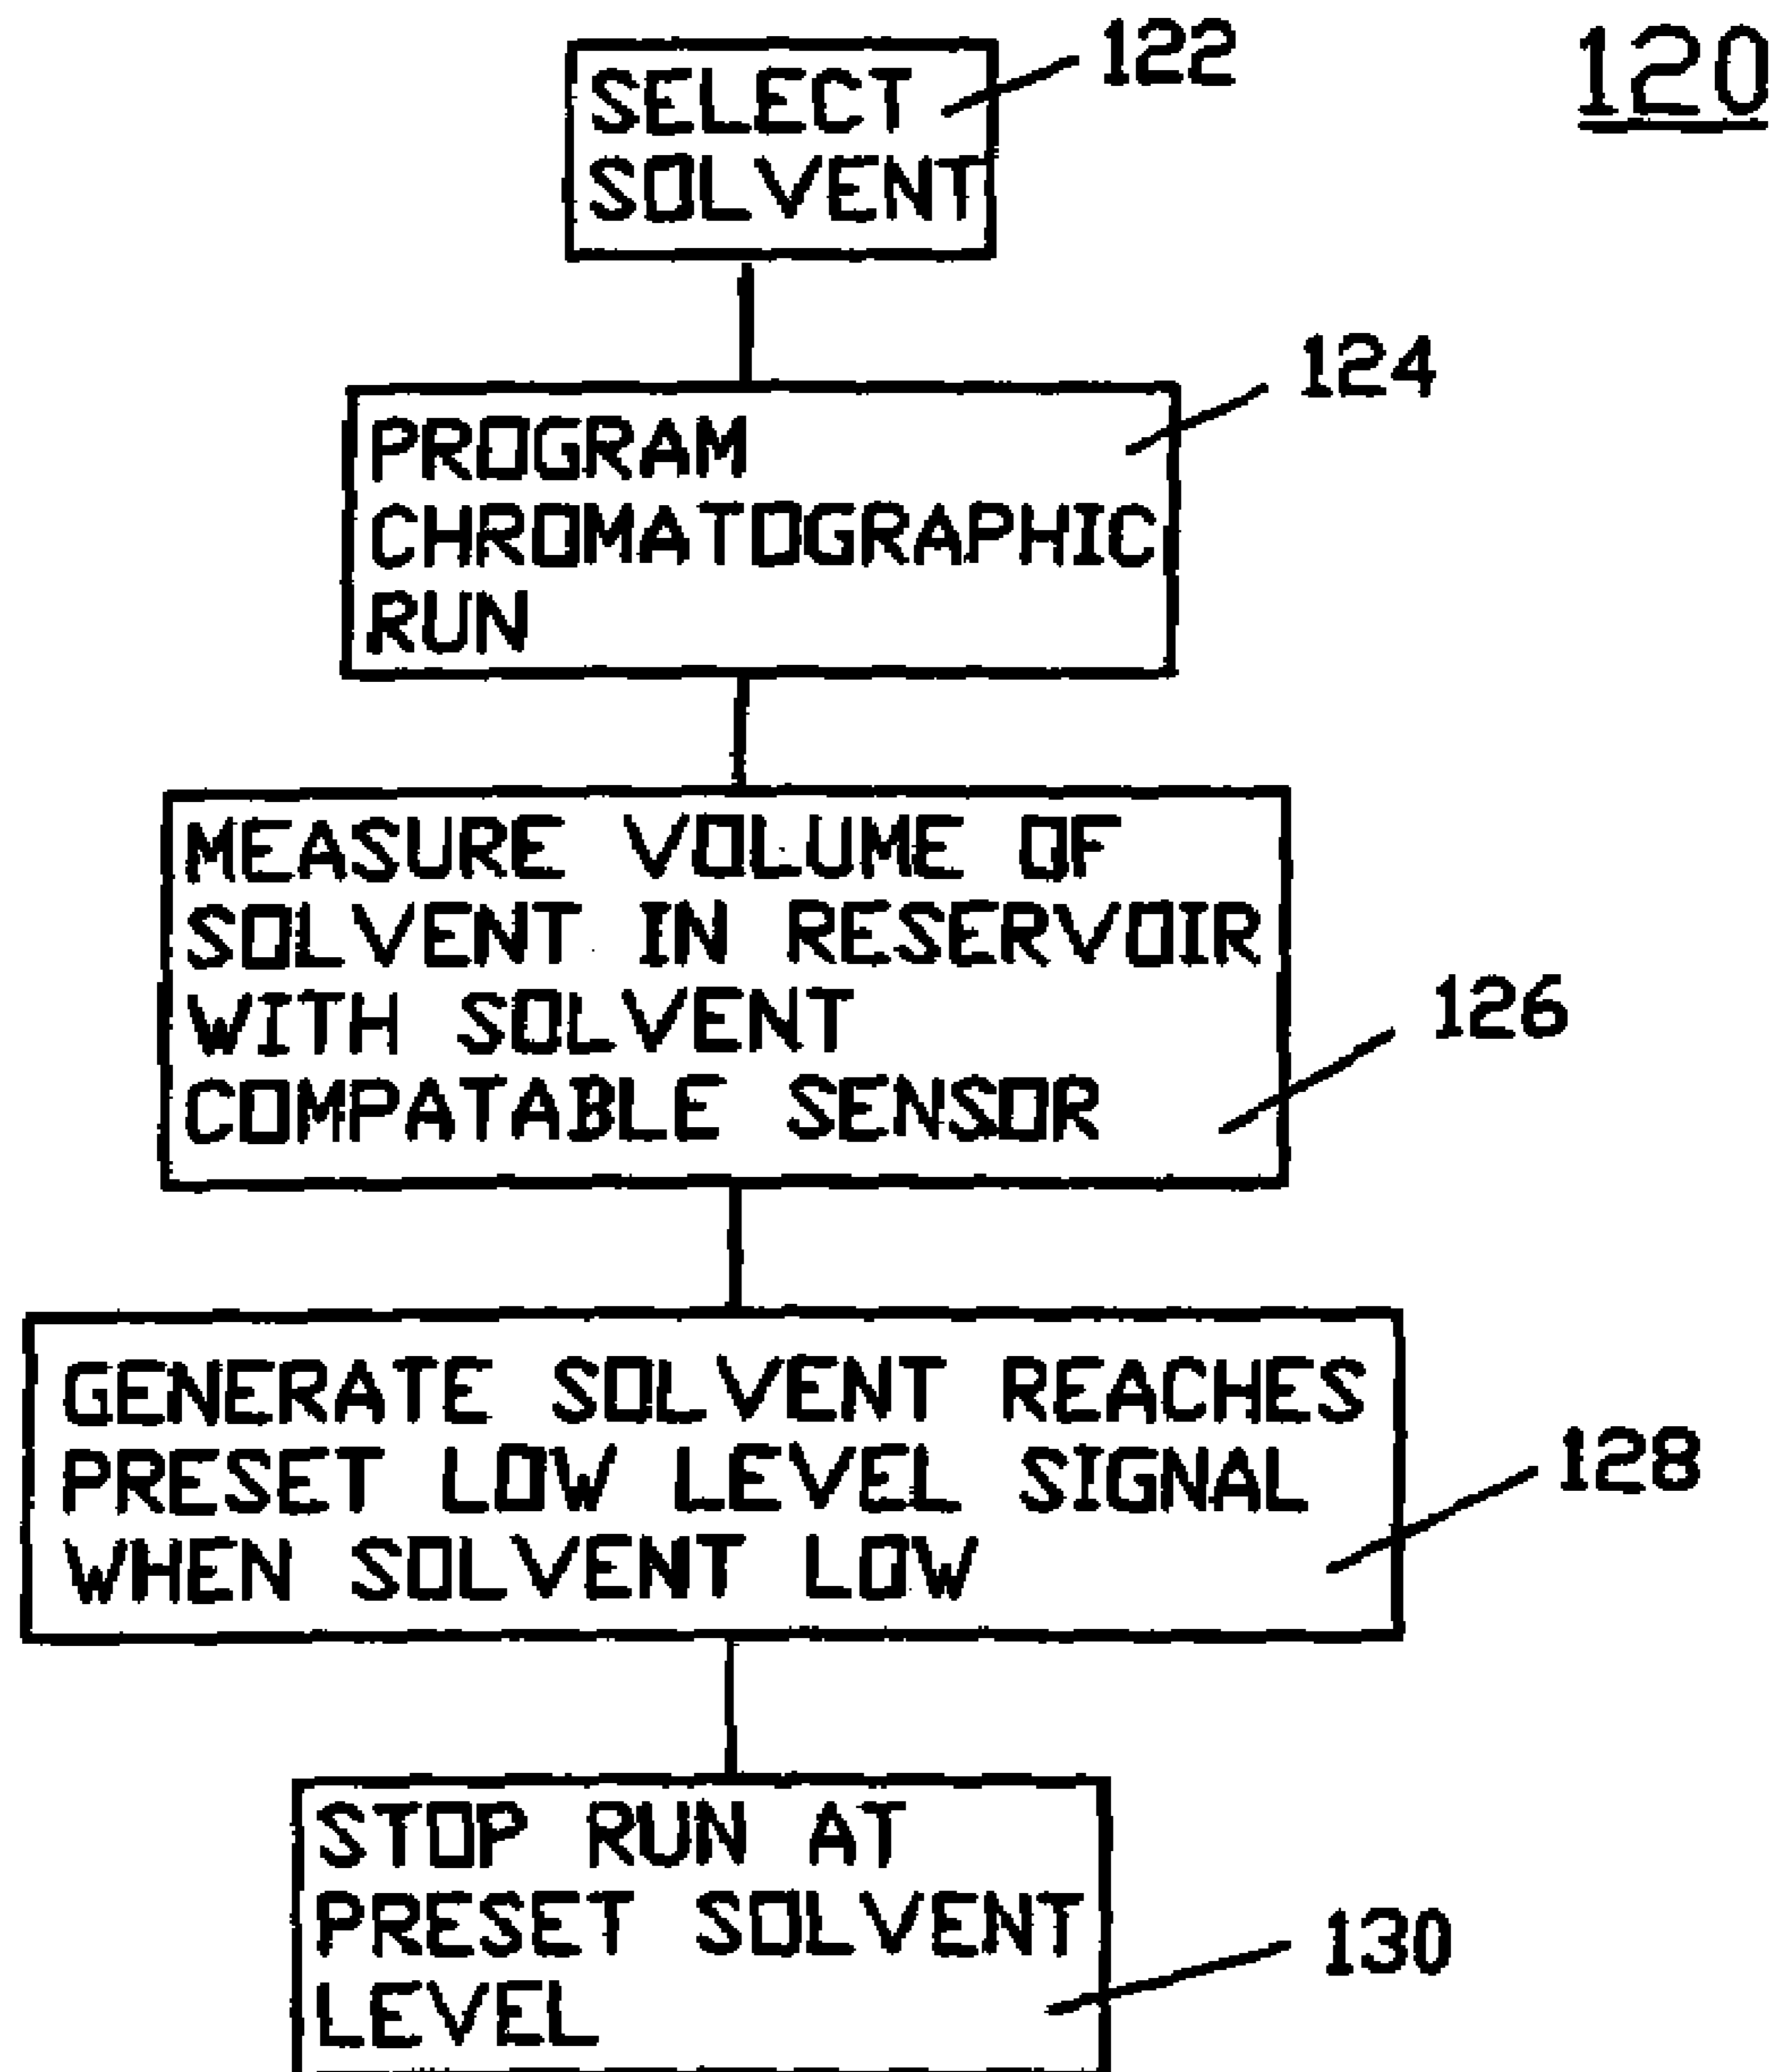 120
SELECT
SOLVENT
122
PROGRAM
CHROMATOGRAPHIC
RUN
124
MEASURE VOLUME OF
SOLVENT IN RESERVOIR
WITH SOLVENT
COMPATABLE SENSOR
126
GENERATE SOLVENT REACHES
PRESET LOW LEVEL SIGNAL
WHEN SOLVENT LOW
128
STOP RUN AT
PRESET SOLVENT
LEVEL
130